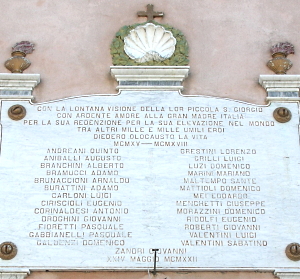 CON LA LONTANA VISIONE DELLA LOR PICCOLA S. GIORGIO
CON ARDENTE AMORE ALLA GRAN MADRE ITALIA
PER LA SUA REDENZIONE PER LA SUA ELEVAZIONE NEL MONDO
TRA ALTRI MILLE E MILLE UMILI EROI
DIEDERO OLOCAUSTO LA VITA
MCMXV — MCMXVIII
ANDREANI QUINTO
ANIBALLI AUGUSTO
BRANCHINI ALBERTO
BRAMUCCI ADAMO
BRUNACCIONI ARNALDO
BURATTINI ADAMO
CARLONI LUIGI
CIRISCIOLI EUGENIO
CORINALDESI ANTONIO
DROGHINI GIOVANNI
FIORETTI PASQUALE
GABBIANELLI PASQUALE
GAUDENZI DOMENICO
CRESTINI LORENZO
GRILLI LUIGI
LUZI DOMENICO
MARINI MARIANO
MALTEMPO SANTE
MATTIOLI DOMENICO
MEI EDOARDO
MENGHETTI GIUSEPPE
MORAZZINI DOMENICO
RIDOLFI EUGENIO
ROBERTI GIOVANNI
VALENTINI LUIGI
VALENTINI SABATINO
ZANDRI GIOVANNI
XXIV MAGGIO MCMXXII